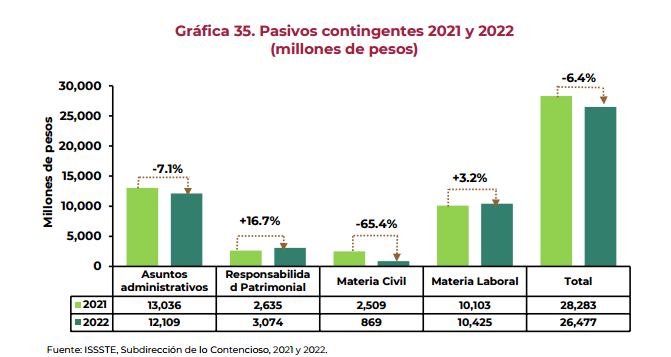 Gráfica 35. Pasivos contingentes 2021 y 2022
(millones de pesos)
Millones de pesos
30,000
25,000
20,000
15,000
10,000
5,000
0
-7.1%
+16.7%
-65.4%
+3.2%
-6.4%
Asuntos
administrativos
Responsabilida
d Patrimonial
Materia Civil
Materia Laboral
Total
2021 13,036 2,635 2,509 10,103 28,283
2022 12,109 3,074 869 10,425 26,477
Fuente: ISSSTE, Subdirección de lo Contencioso, 2021 y 2022.